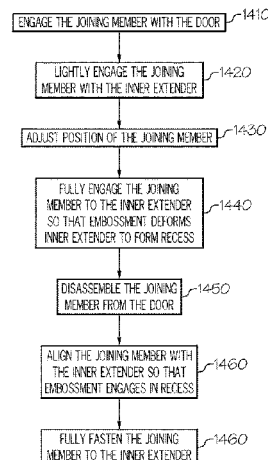 ENGAGE THE JOINING MEMBER WITH THE DOOR
1410
LIGHTLY ENGAGE THE JOINING
MEMBER WITH THE INNER EXTENDER
1420
ADJUST POSITION OF THE JOINING MEMBER
1430
FULLY ENGAGE THE JOINING
MEMBER TO THE INNER EXTENDER
SO THAT EMBOSSMENT DEFORMS
INNER EXTENDER TO FORM RECESS
1440
DISASSEMBLE THE JOINING
MEMBER FROM THE DOOR
1450
ALIGN THE JOINING MEMBER WITH
THE INNER EXTENDER SO THAT
EMBOSSMENT ENGAGES IN RECESS
1460
FULLY FASTEN THE JOINING
MEMBER TO THE INNER EXTENDER
1460